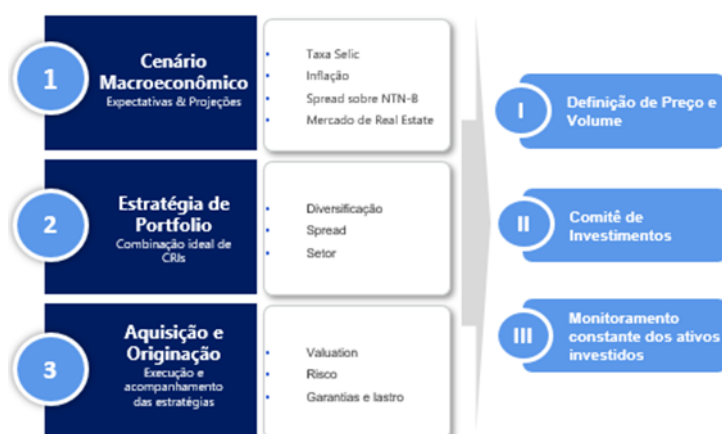 1
Cenário
Macroeconômico
Expectativas & Projeções
• Taxa Selic
• Inflação
• Spread sobre NTN-B
• Mercado de Real Estate
2
Estratégia de
Portfolio
Combinação ideal de
CRIs
• Diversificação
• Spread
• Setor
3
Aquisição e
Originação
Execução e
acompanhamento
das estratégias
• Valuation
• Risco
• Garantias e lastro
I
Definição de Preço e
Volume
II
Comitê de
Investimentos
III
Monitoramento
constante dos ativos
investidos